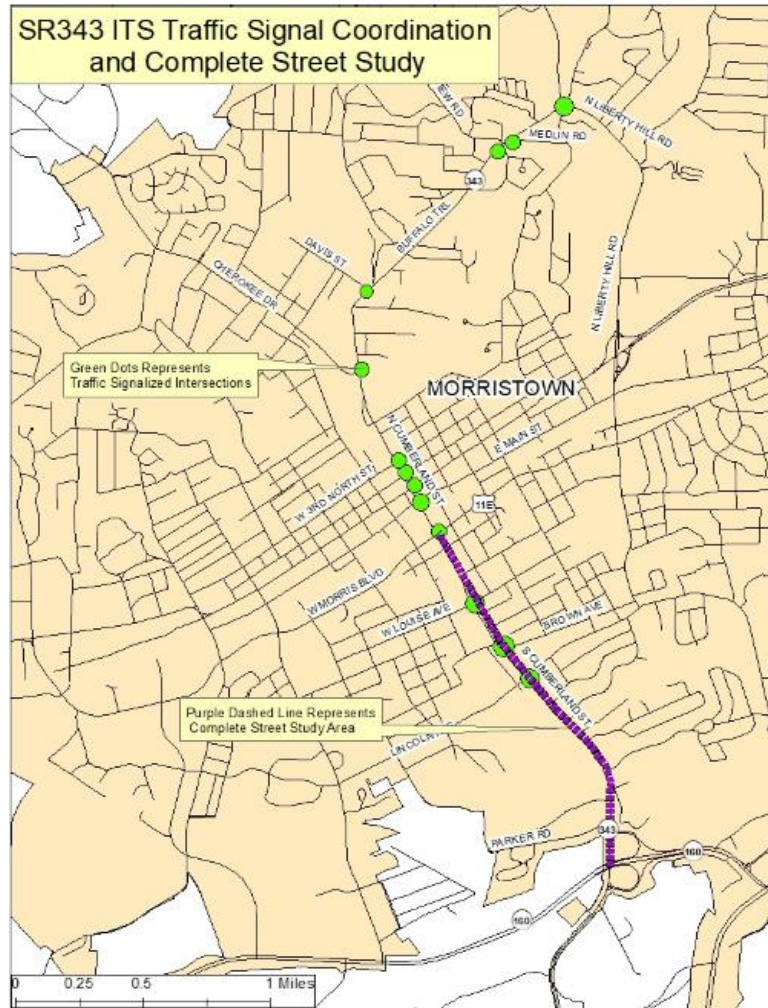 SR343 ITS Traffic Signal Coordination
and Complete Street Study
EW RD
N LIBERTY HILL RD
MEDLIN RD
343
BUFFALO TRL
DAVIS ST
CHEROKEE DR
N LIBERTY HILL RD
Green Dots Represents
Traffic Signalized Intersections
MORRISTOWN
N CUMBERLAND ST
E MAIN ST
W 3RD NORTH ST
11E
W MORRIS BLVD
W LOUISE AVE
BROWN AVE
S CUMBERLAND ST
Purple Dashed Line Represents
Complete Street Study Area
PARKER RD
343
160
160
0 0.25 0.5 1 Miles